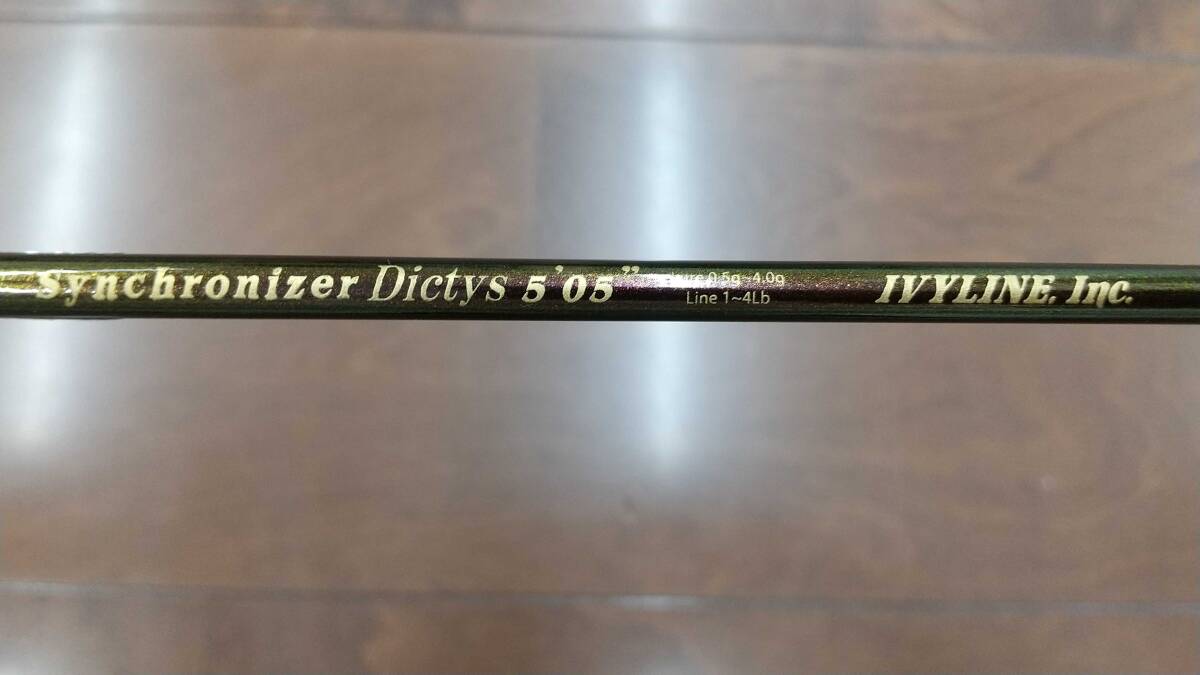 Synchronizer Dictys 5'05"
Lure 0.5g~4.0g
Line 1~4Lb
IVYLINE, Inc.